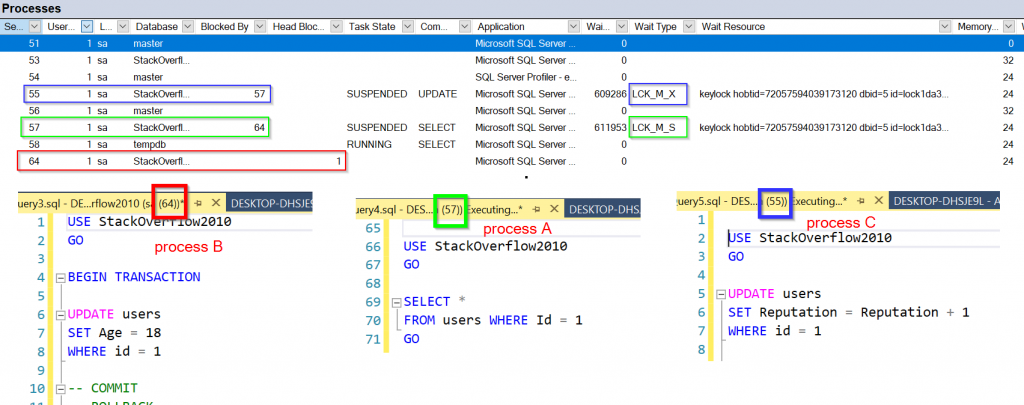 Processes
Se... User... L... Database Blocked By Head Bloc... Task State Com... Application Wai... Wait Type Wait Resource Memory...
51 1 sa master Microsoft SQL Server ... 0 0
53 1 sa StackOverfl... Microsoft SQL Server ... 0 32
54 1 sa master SQL Server Profiler - e... 0 24
55 1 sa StackOverfl... 57 SUSPENDED UPDATE Microsoft SQL Server ... 609286 LCK_M_X keylock hobtid=72057594039173120 dbid=5 id=lock1da3... 24
56 1 sa master Microsoft SQL Server ... 0 32
57 1 sa StackOverfl... 64 SUSPENDED SELECT Microsoft SQL Server ... 611953 LCK_M_S keylock hobtid=72057594039173120 dbid=5 id=lock1da3... 24
58 1 sa tempdb RUNNING SELECT Microsoft SQL Server ... 0 24
64 1 sa StackOverfl... 1 Microsoft SQL Server ... 0 24
uery3.sql - DE...rflow2010 (sa (64))* DESKTOP-DHSJE9
1 USE StackOverflow2010
2 GO
process B
3
4 BEGIN TRANSACTION
5
6 UPDATE users
7 SET Age = 18
8 WHERE id = 1
9
10 -- COMMIT
-- ROLLBACK
uery4.sql - DES... (57)) Executing...* DESKTOP-DHS
process A
65
66 USE StackOverflow2010
67 GO
68
69 SELECT *
70 FROM users WHERE Id = 1
71 GO
uery5.sql - DES... (55)) Executing...* DESKTOP-DHSJE9L - A
process C
1
2 USE StackOverflow2010
3 GO
4
5 UPDATE users
6 SET Reputation = Reputation + 1
7 WHERE id = 1
8